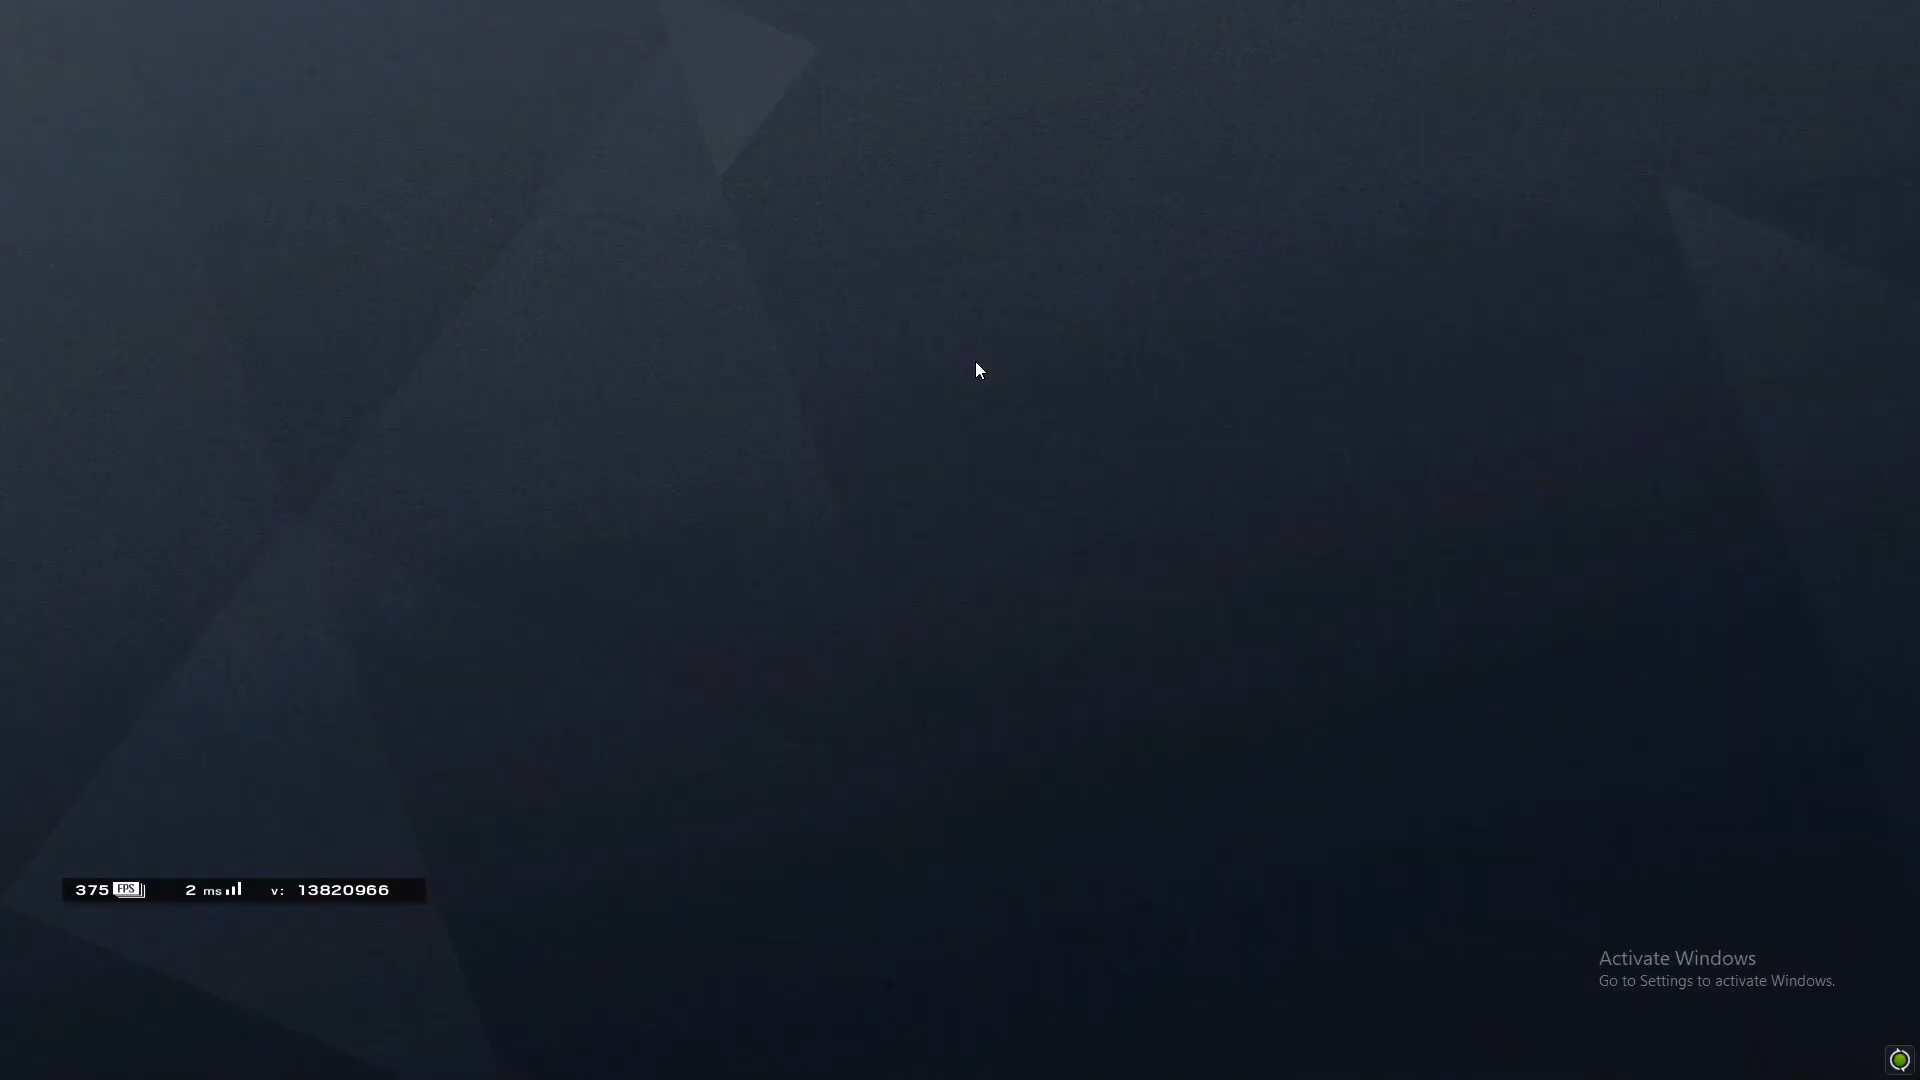 375 FPS 2 ms v: 13820966
Activate Windows
Go to Settings to activate Windows.